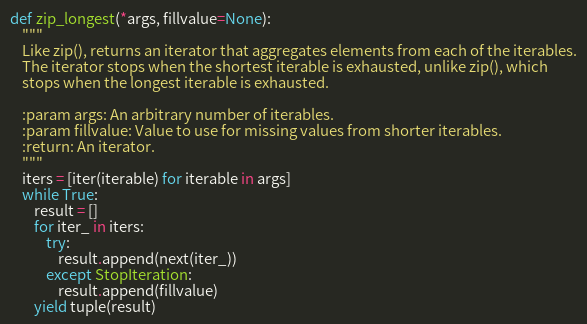 def zip_longest(*args, fillvalue=None):
    """
    Like zip(), returns an iterator that aggregates elements from each of the iterables.
    The iterator stops when the shortest iterable is exhausted, unlike zip(), which
    stops when the longest iterable is exhausted.

    :param args: An arbitrary number of iterables.
    :param fillvalue: Value to use for missing values from shorter iterables.
    :return: An iterator.
    """
    iters = [iter(iterable) for iterable in args]
    while True:
        result = []
        for iter_ in iters:
            try:
                result.append(next(iter_))
            except StopIteration:
                result.append(fillvalue)
        yield tuple(result)